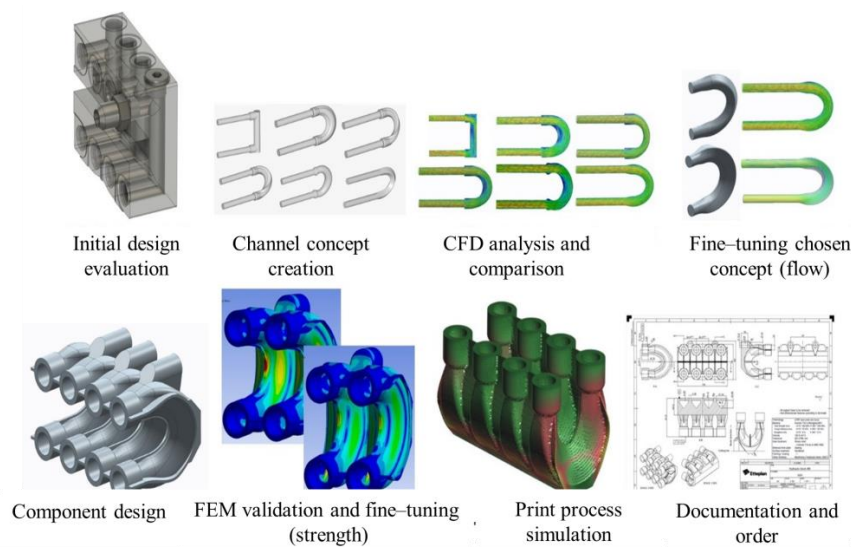 Initial design
evaluation
Channel concept
creation
CFD analysis and
comparison
Fine–tuning chosen
concept (flow)
Component design
FEM validation and fine–tuning
(strength)
Print process
simulation
Etteplan
Documentation and
order